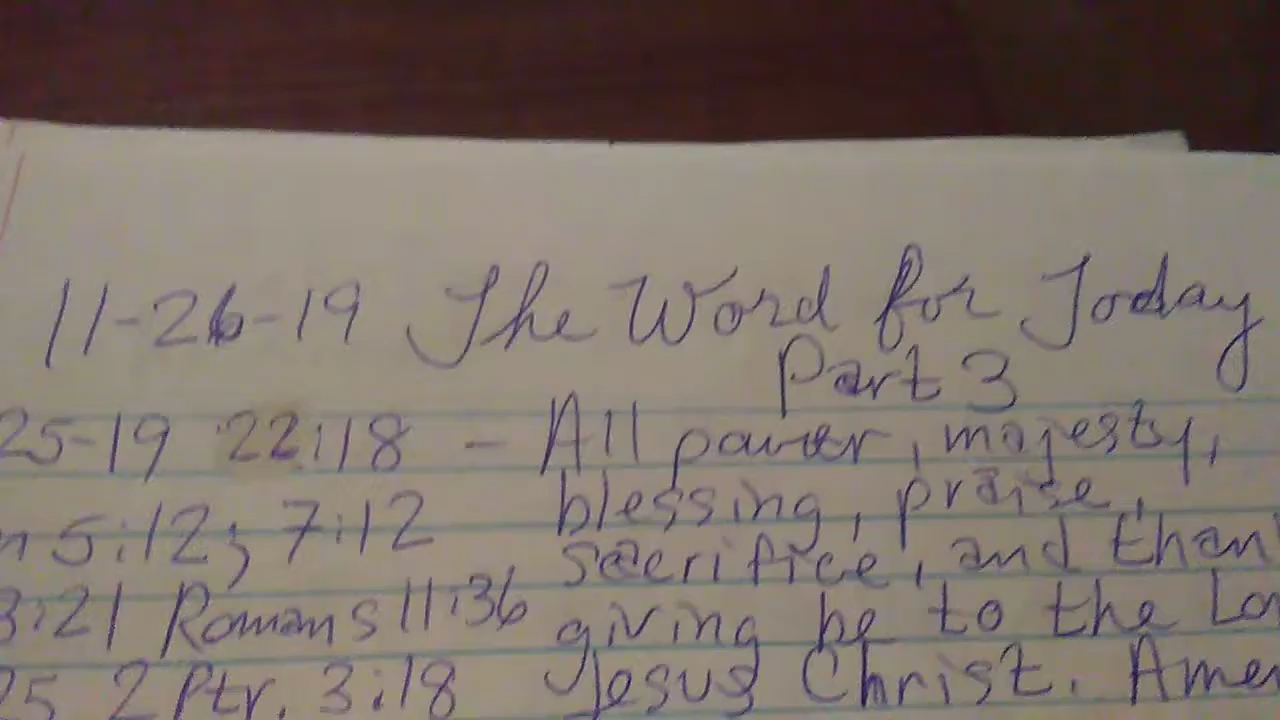 11-26-19 The Word for Today
Part 3
25-19 22:18 - All power, majesty,
n 5:12; 7:12 blessing, praise,
sacrifice, and than
3:21 Romans 11:36 giving be to the Lo
25 2 Ptr. 3:18 Jesus Christ. Amen